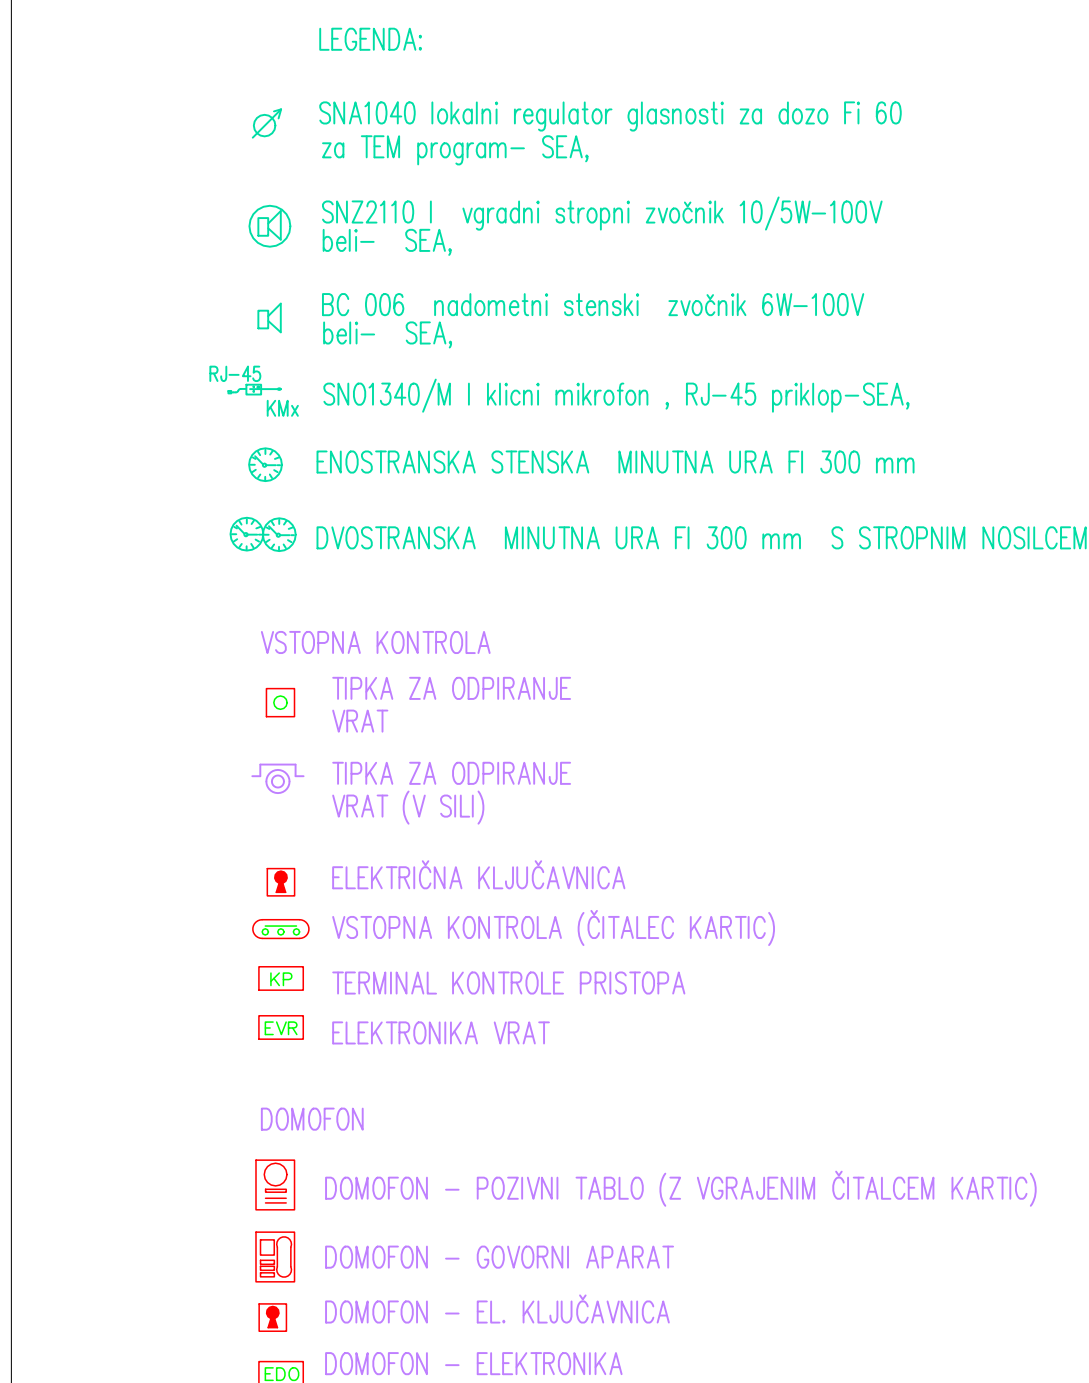 LEGENDA:
SNA1040 lokalni regulator glasnosti za dozo Fi 60
za TEM program– SEA,
SNZ2110 I vgradni stropni zvočnik 10/5W–100V
beli– SEA,
BC 006 nadometni stenski zvočnik 6W–100V
beli– SEA,
RJ–45
KMx
SNO1340/M I klicni mikrofon , RJ–45 priklop–SEA,
ENOSTRANSKA STENSKA MINUTNA URA FI 300 mm
DVOSTRANSKA MINUTNA URA FI 300 mm S STROPNIM NOSILCEM
VSTOPNA KONTROLA
TIPKA ZA ODPIRANJE
VRAT
TIPKA ZA ODPIRANJE
VRAT (V SILI)
ELEKTRIČNA KLJUČAVNICA
VSTOPNA KONTROLA (ČITALEC KARTIC)
KP TERMINAL KONTROLE PRISTOPA
EVR ELEKTRONIKA VRAT
DOMOFON
DOMOFON – POZIVNI TABLO (Z VGRAJENIM ČITALCEM KARTIC)
DOMOFON – GOVORNI APARAT
DOMOFON – EL. KLJUČAVNICA
EDO DOMOFON – ELEKTRONIKA